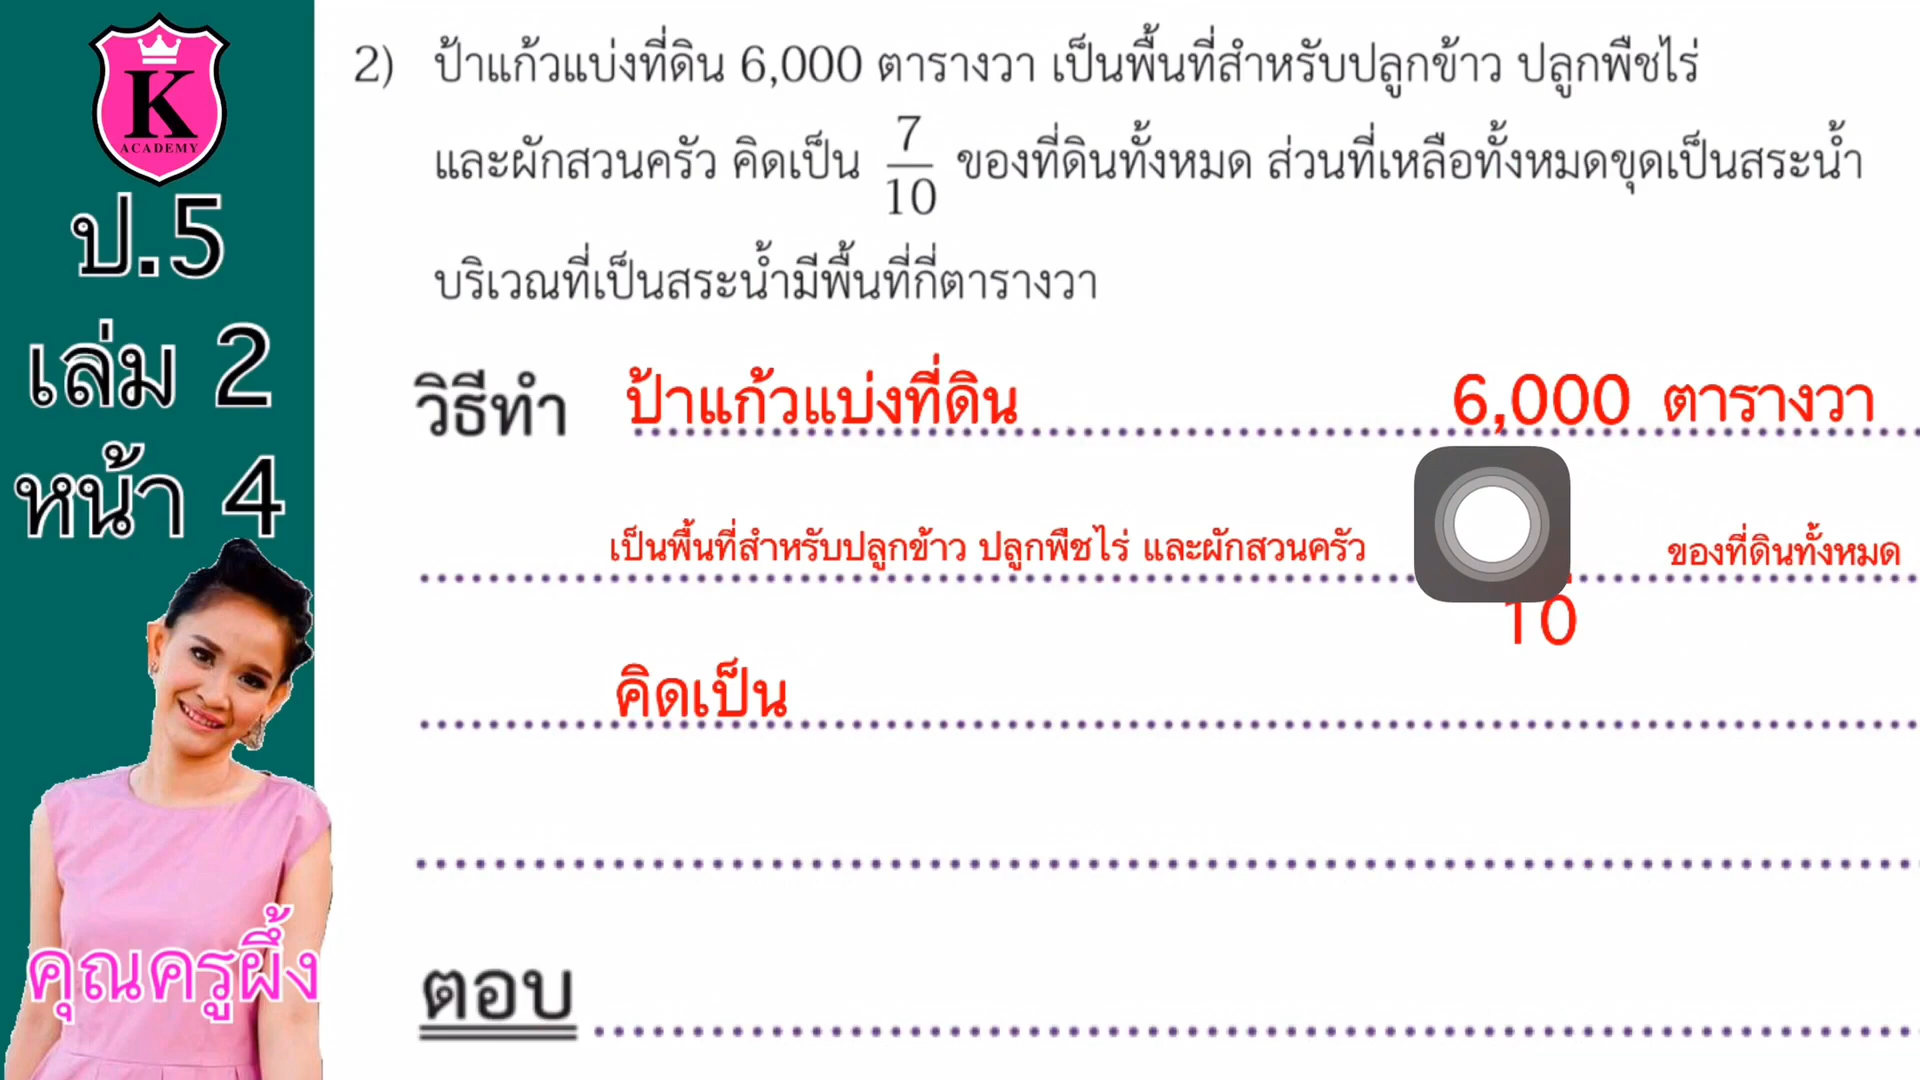 K
ACADEMY
ป.5
เล่ม 2
หน้า 4
คุณครูผึ้ง
2) ป้าแก้วแบ่งที่ดิน 6,000 ตารางวา เป็นพื้นที่สำหรับปลูกข้าว ปลูกพืชไร่
และผักสวนครัว คิดเป็น 7/10 ของที่ดินทั้งหมด ส่วนที่เหลือทั้งหมดขุดเป็นสระน้ำ
บริเวณที่เป็นสระน้ำมีพื้นที่กี่ตารางวา
วิธีทำ ป้าแก้วแบ่งที่ดิน 6,000 ตารางวา
เป็นพื้นที่สำหรับปลูกข้าว ปลูกพืชไร่ และผักสวนครัว ของที่ดินทั้งหมด
10
คิดเป็น
ตอบ